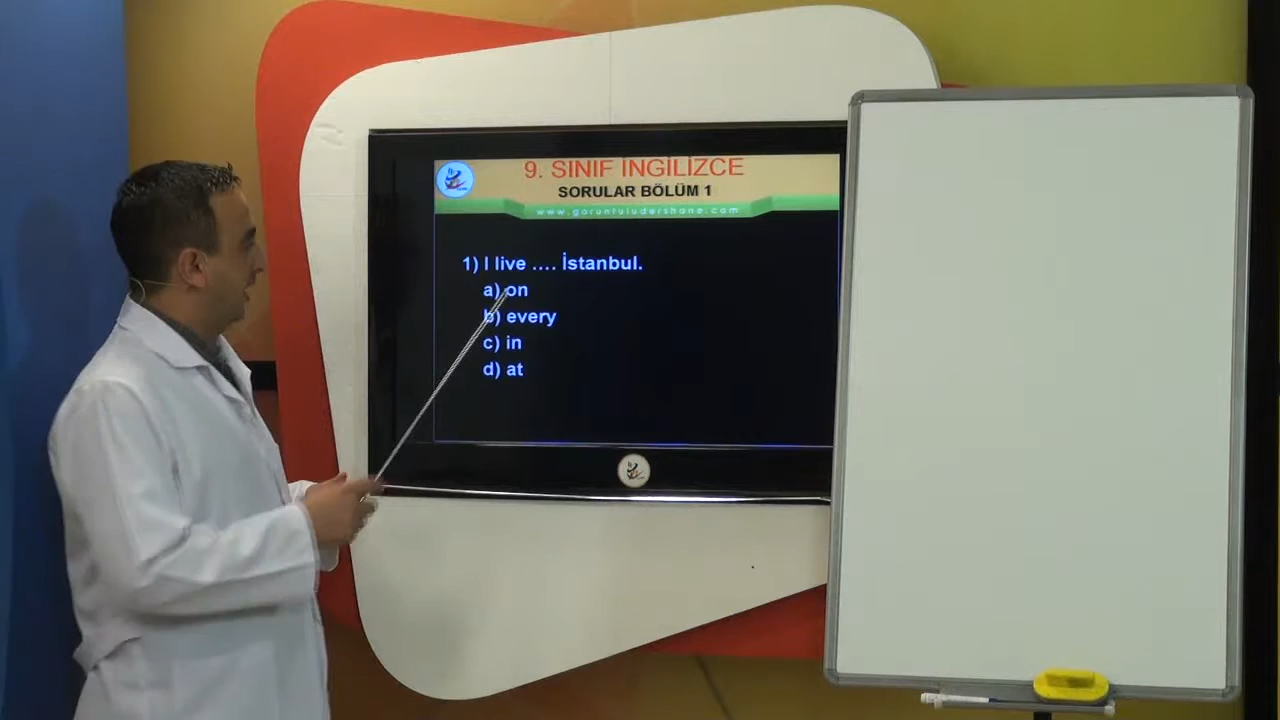 9. SINIF İNGİLİZCE
SORULAR BÖLÜM 1
www.goruntuludershane.com
1) I live .... İstanbul.
a) on
b) every
c) in
d) at